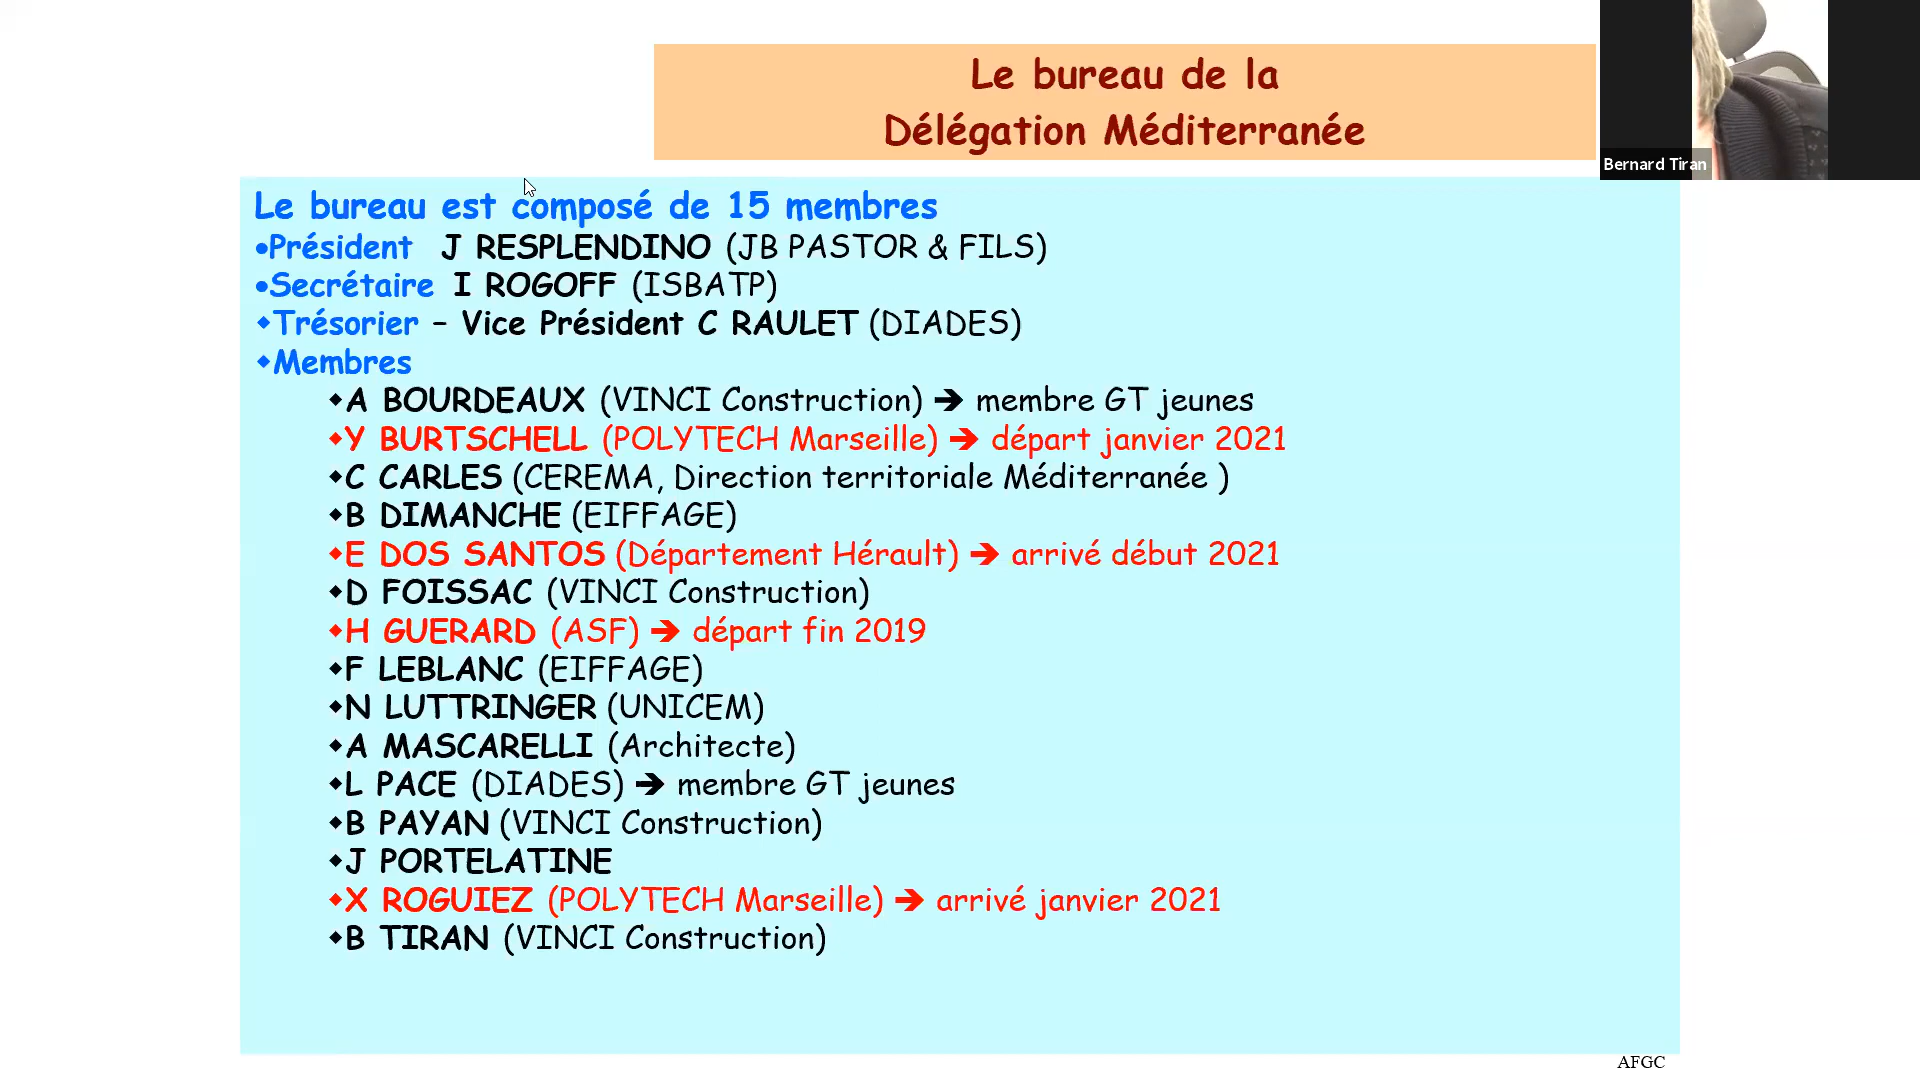 Le bureau de la
Délégation Méditerranée
Bernard Tiran
Le bureau est composé de 15 membres
•Président J RESPLENDINO (JB PASTOR & FILS)
•Secrétaire I ROGOFF (ISBATP)
◆Trésorier – Vice Président C RAULET (DIADES)
◆Membres
◆A BOURDEAUX (VINCI Construction) ➔ membre GT jeunes
◆Y BURTSCHELL (POLYTECH Marseille) ➔ départ janvier 2021
◆C CARLES (CEREMA, Direction territoriale Méditerranée )
◆B DIMANCHE (EIFFAGE)
◆E DOS SANTOS (Département Hérault) ➔ arrivé début 2021
◆D FOISSAC (VINCI Construction)
◆H GUERARD (ASF) ➔ départ fin 2019
◆F LEBLANC (EIFFAGE)
◆N LUTTRINGER (UNICEM)
◆A MASCARELLI (Architecte)
◆L PACE (DIADES) ➔ membre GT jeunes
◆B PAYAN (VINCI Construction)
◆J PORTELATINE
◆X ROGUIEZ (POLYTECH Marseille) ➔ arrivé janvier 2021
◆B TIRAN (VINCI Construction)
AFGC